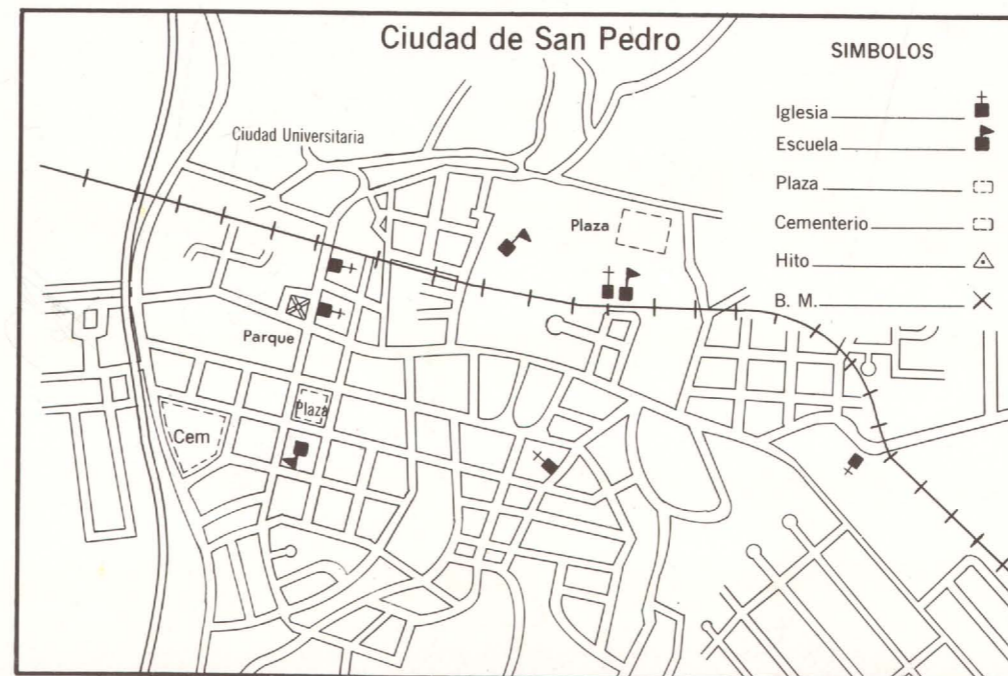 Ciudad de San Pedro
SIMBOLOS
Iglesia
Escuela
Plaza
Cementerio
Hito
B. M.
Ciudad Universitaria
Plaza
Parque
Plaza
Cem